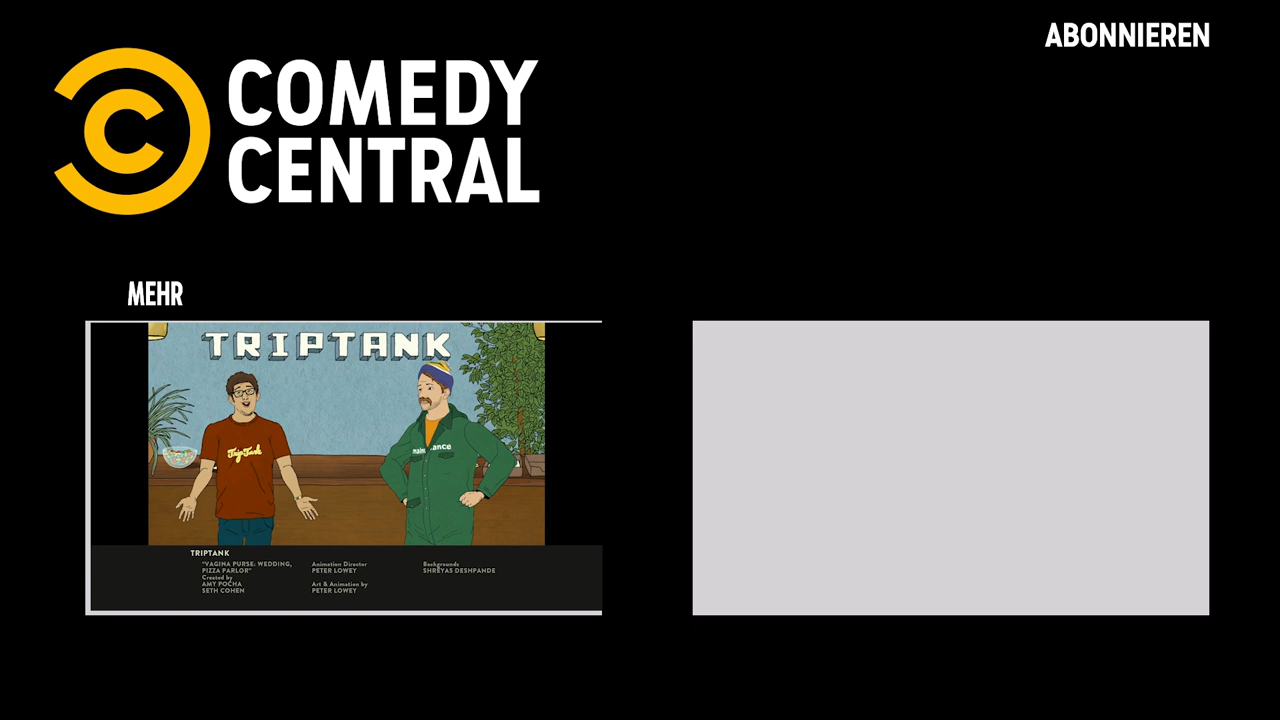 ABONNIEREN
COMEDY
CENTRAL
MEHR
TRIPTANK
TripTank
maintenance
TRIPTANK
"VAGINA PURSE: WEDDING,
PIZZA PARLOR"
Created by
AMY POCHA
SETH COHEN
Animation Director
PETER LOWEY
Art & Animation by
PETER LOWEY
Backgrounds
SHREYAS DESHPANDE